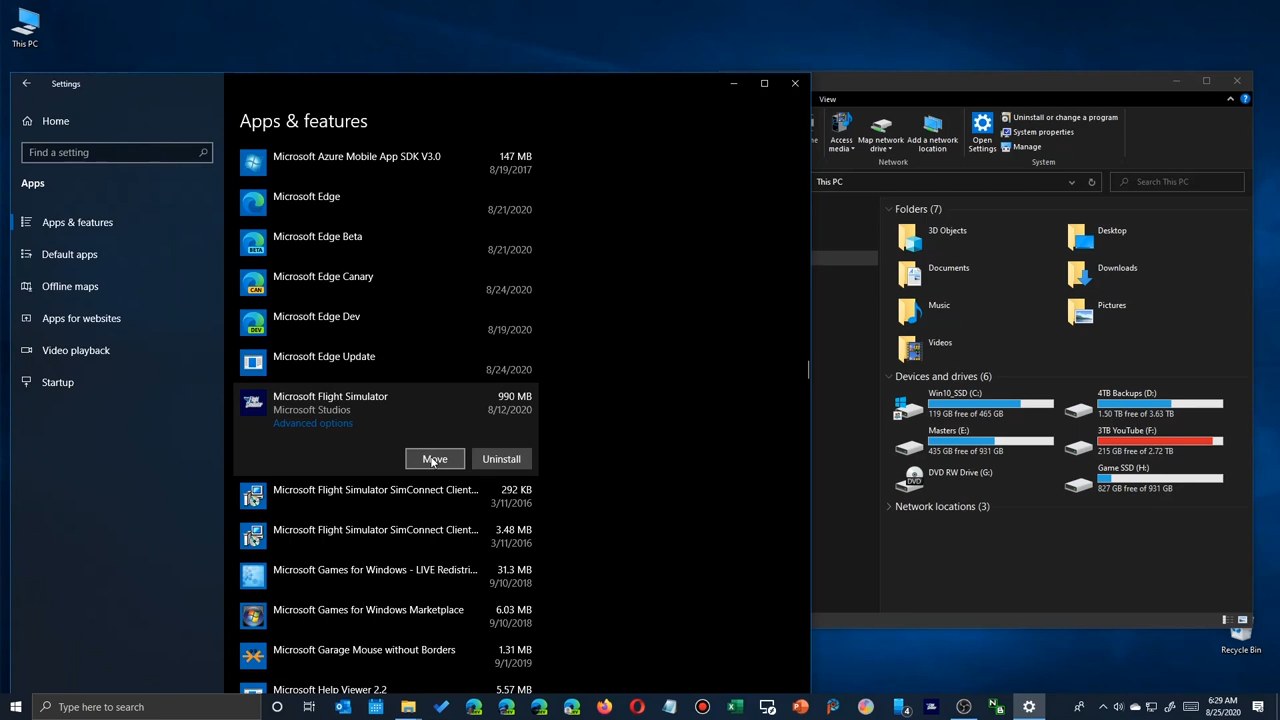 This PC
Settings
Home
Find a setting
Apps
Apps & features
Default apps
Offline maps
Apps for websites
Video playback
Startup
Apps & features
Microsoft Azure Mobile App SDK V3.0 147 MB
8/19/2017
Microsoft Edge
8/21/2020
Microsoft Edge Beta
8/21/2020
BETA
Microsoft Edge Canary
8/24/2020
CAN
Microsoft Edge Dev
8/19/2020
DEV
Microsoft Edge Update
8/24/2020
Microsoft Flight Simulator 990 MB
Microsoft Studios 8/12/2020
Advanced options
Move Uninstall
Microsoft Flight Simulator SimConnect Client... 292 KB
3/11/2016
Microsoft Flight Simulator SimConnect Client... 3.48 MB
3/11/2016
Microsoft Games for Windows - LIVE Redistri... 31.3 MB
9/10/2018
Microsoft Games for Windows Marketplace 6.03 MB
9/10/2018
Microsoft Garage Mouse without Borders 1.31 MB
9/1/2019
Microsoft Help Viewer 2.2 5.57 MB
View
Access media
Map network drive
Add a network location
Network
Open Settings
Uninstall or change a program
System properties
Manage
System
This PC
Search This PC
Folders (7)
3D Objects Desktop
Documents Downloads
Music Pictures
Videos
Devices and drives (6)
Win10_SSD (C:)
119 GB free of 465 GB
4TB Backups (D:)
1.50 TB free of 3.63 TB
Masters (E:)
435 GB free of 931 GB
3TB YouTube (F:)
215 GB free of 2.72 TB
DVD RW Drive (G:)
DVD
Game SSD (H:)
827 GB free of 931 GB
Network locations (3)
Recycle Bin
Type here to search
6:29 AM
8/25/2020